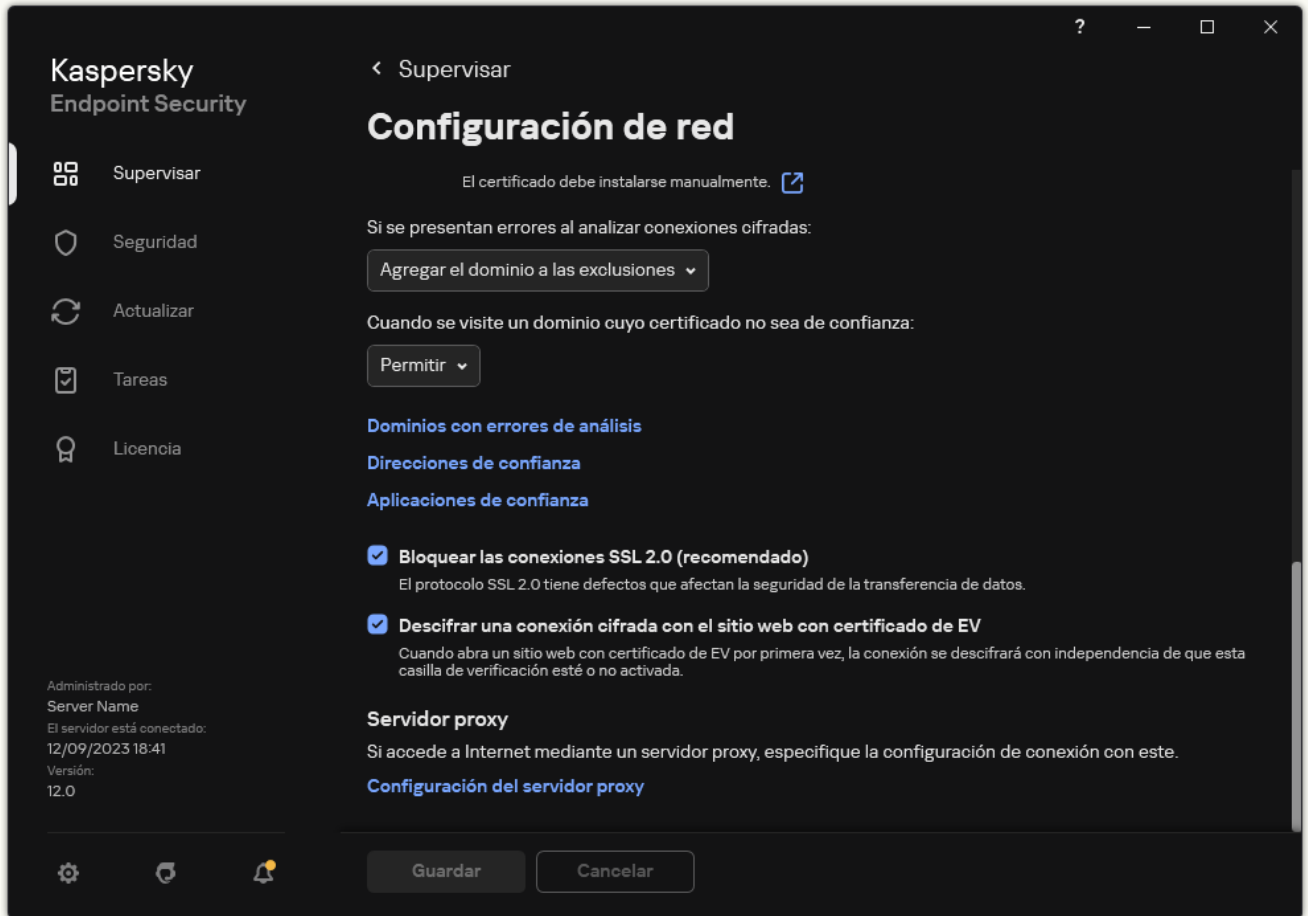 ?
Kaspersky
Endpoint Security
Supervisar
Seguridad
Actualizar
Tareas
Licencia
Administrado por:
Server Name
El servidor está conectado:
12/09/2023 18:41
Versión:
12.0
Supervisar
Configuración de red
El certificado debe instalarse manualmente.
Si se presentan errores al analizar conexiones cifradas:
Agregar el dominio a las exclusiones
Cuando se visite un dominio cuyo certificado no sea de confianza:
Permitir
Dominios con errores de análisis
Direcciones de confianza
Aplicaciones de confianza
Bloquear las conexiones SSL 2.0 (recomendado)
El protocolo SSL 2.0 tiene defectos que afectan la seguridad de la transferencia de datos.
Descifrar una conexión cifrada con el sitio web con certificado de EV
Cuando abra un sitio web con certificado de EV por primera vez, la conexión se descifrará con independencia de que esta
casilla de verificación esté o no activada.
Servidor proxy
Si accede a Internet mediante un servidor proxy, especifique la configuración de conexión con este.
Configuración del servidor proxy
Guardar
Cancelar